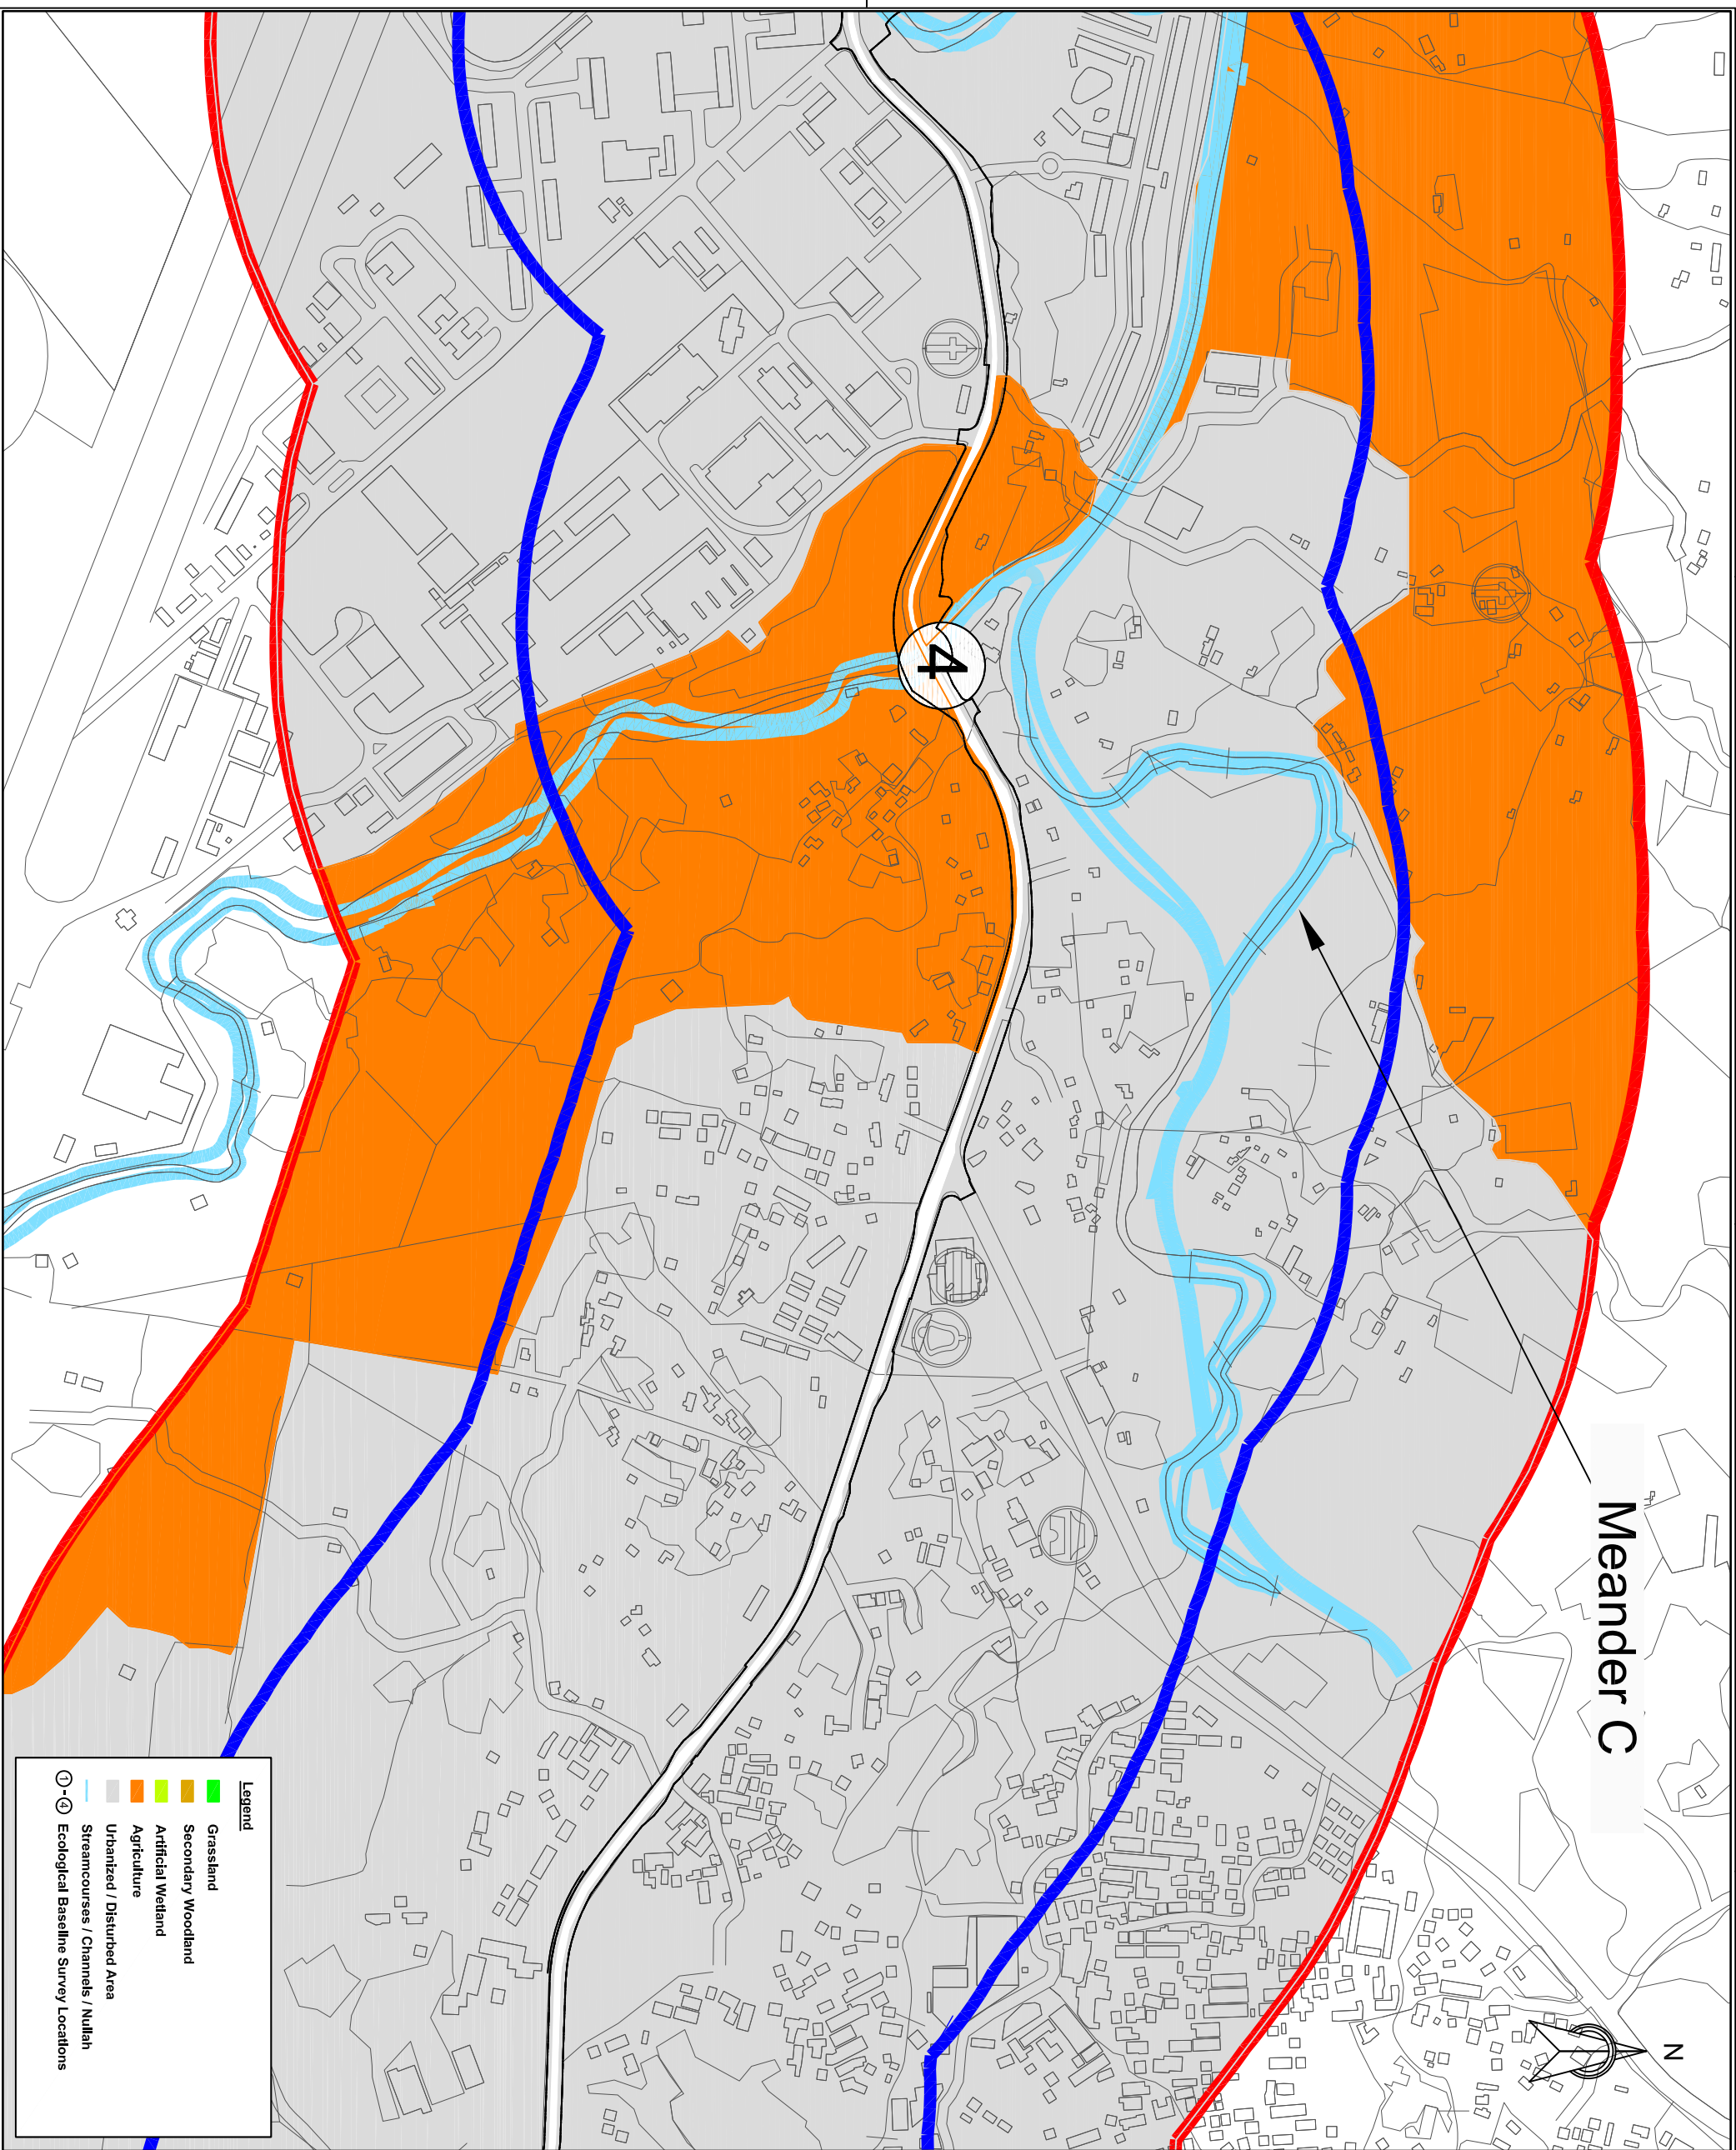 Meander C
N
4
Legend
Grassland
Secondary Woodland
Artificial Wetland
Agriculture
Urbanized / Disturbed Area
Streamcourses / Channels / Nullah
①-④ Ecological Baseline Survey Locations